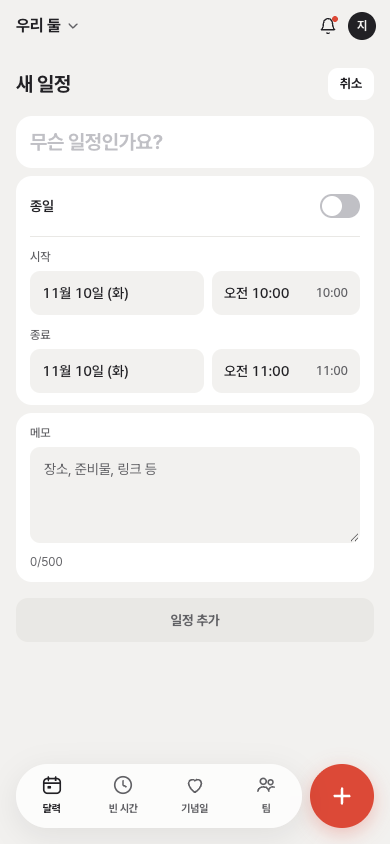 우리 둘
지
새 일정
취소
무슨 일정인가요?
종일
시작
11월 10일 (화)
오전 10:00 10:00
종료
11월 10일 (화)
오전 11:00 11:00
메모
장소, 준비물, 링크 등
0/500
일정 추가
달력
빈 시간
기념일
팀